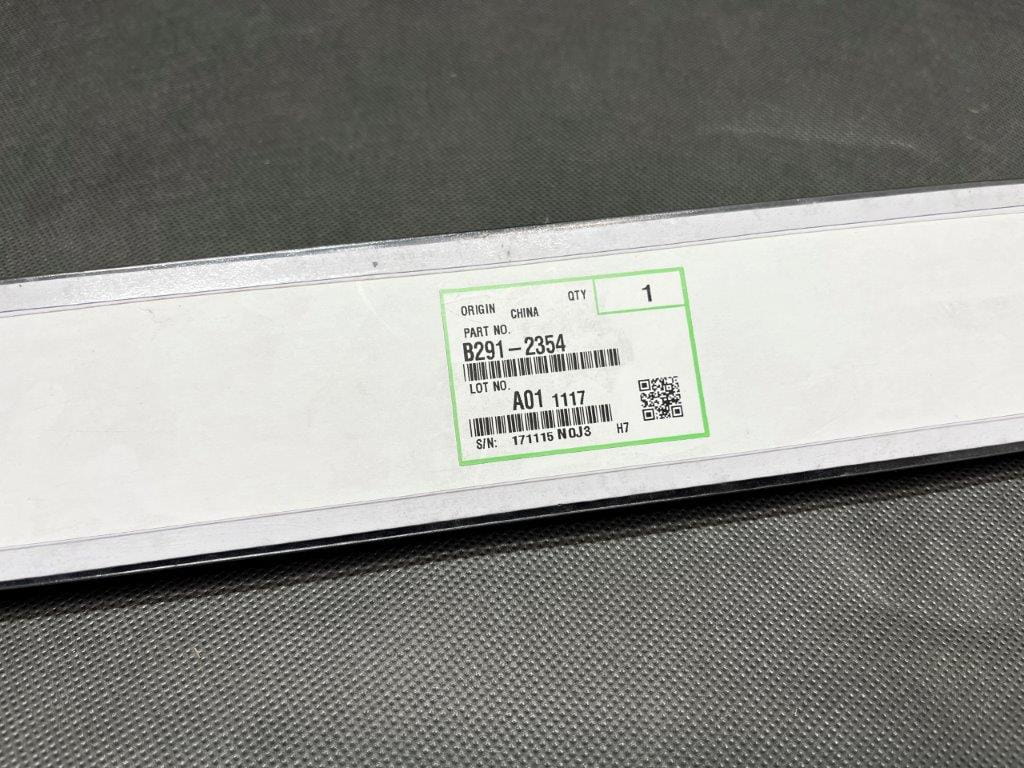 QTY 1
ORIGIN CHINA
PART NO.
B291-2354
LOT NO.
A01 1117
S/N: 171115 N0J3 H7